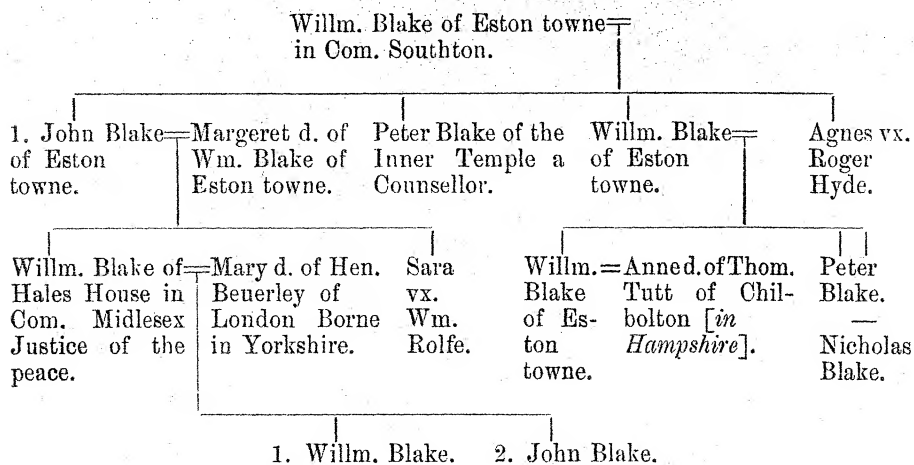 Willm. Blake of Eston towne=
in Com. Southton.
1. John Blake=
of Eston
towne.
Margeret d. of
Wm. Blake of
Eston towne.
Peter Blake of the
Inner Temple a
Counsellor.
Willm. Blake=
of Eston
towne.
Agnes vx.
Roger
Hyde.
Willm. Blake of=
Hales House in
Com. Midlesex
Justice of the
peace.
Mary d. of Hen.
Beuerley of
London Borne
in Yorkshire.
Sara
vx.
Wm.
Rolfe.
Willm.=
Blake
of Es-
ton
towne.
Anne d. of Thom.
Tutt of Chil-
bolton [in
Hampshire].
Peter
Blake.
—
Nicholas
Blake.
1. Willm. Blake. 2. John Blake.